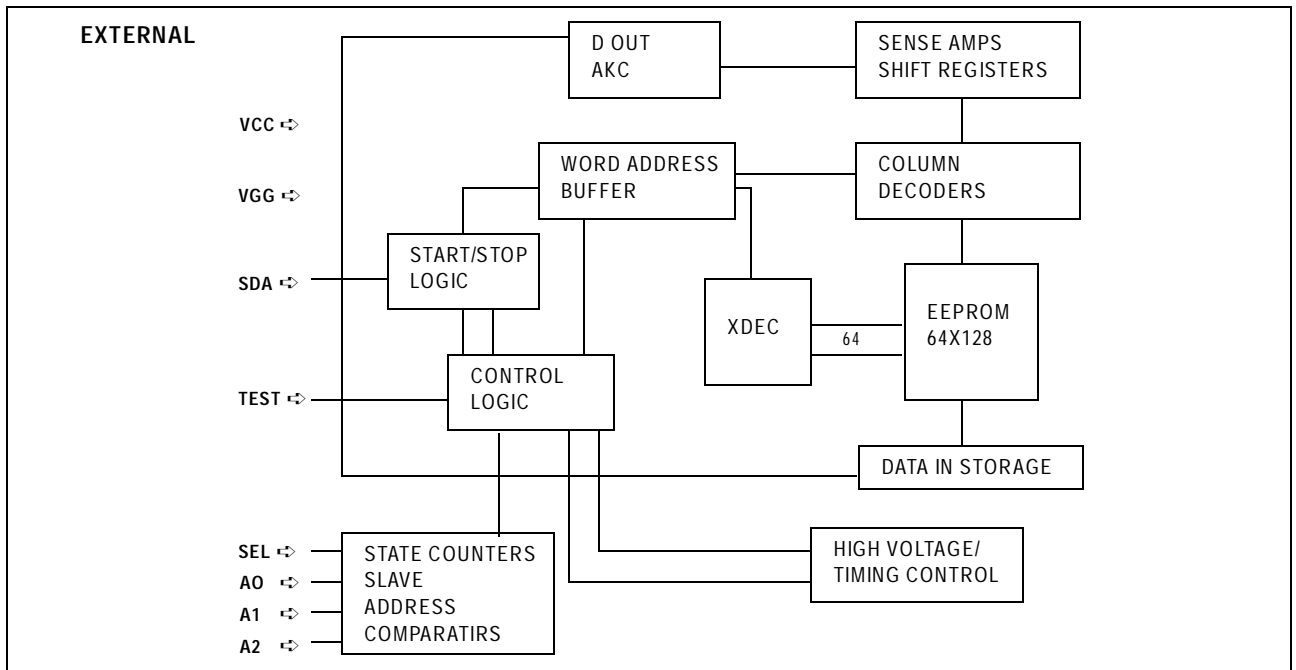 EXTERNAL
D OUT
AKC
SENSE AMPS
SHIFT REGISTERS
VCC ➪
WORD ADDRESS
BUFFER
COLUMN
DECODERS
VGG ➪
START/STOP
LOGIC
SDA ➪
XDEC
64
EEPROM
64X128
CONTROL
LOGIC
TEST ➪
DATA IN STORAGE
SEL ➪
AO ➪
A1 ➪
A2 ➪
STATE COUNTERS
SLAVE
ADDRESS
COMPARATIRS
HIGH VOLTAGE/
TIMING CONTROL